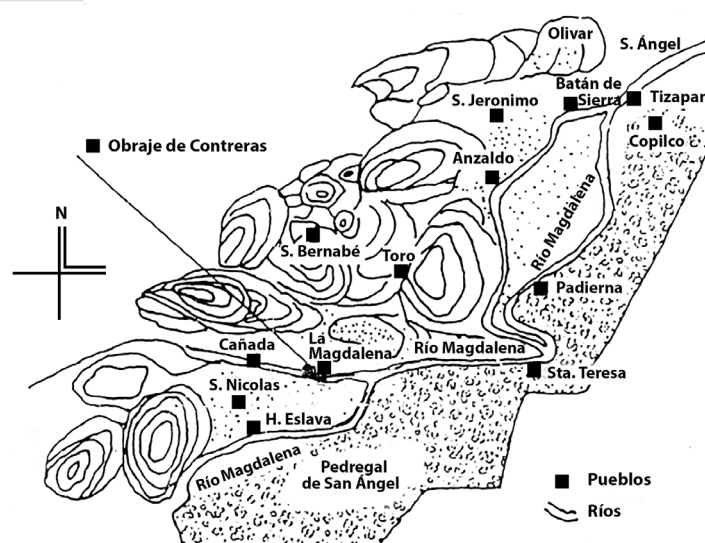 Olivar
S. Ángel
Batán de
Sierra
Tizapan
S. Jeronimo
Copilco
Obraje de Contreras
Anzaldo
N
Río Magdalena
S. Bernabé
Toro
Padierna
Cañada
La
Magdalena
Río Magdalena
Sta. Teresa
S. Nicolas
H. Eslava
Río Magdalena
Pedregal
de San Ángel
Pueblos
Ríos